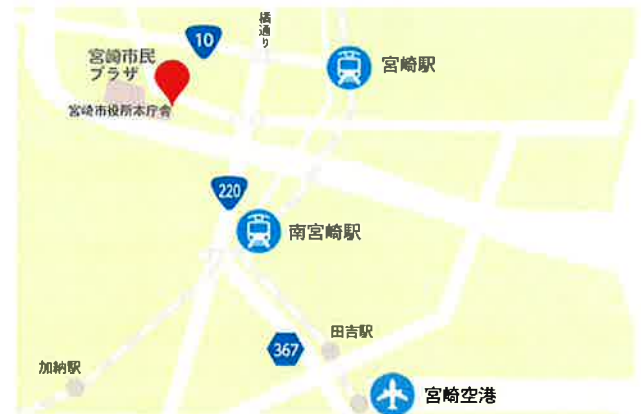 橘通り
10
宮崎市民
プラザ
宮崎駅
宮崎市役所本庁舎
220
南宮崎駅
田吉駅
367
加納駅
宮崎空港